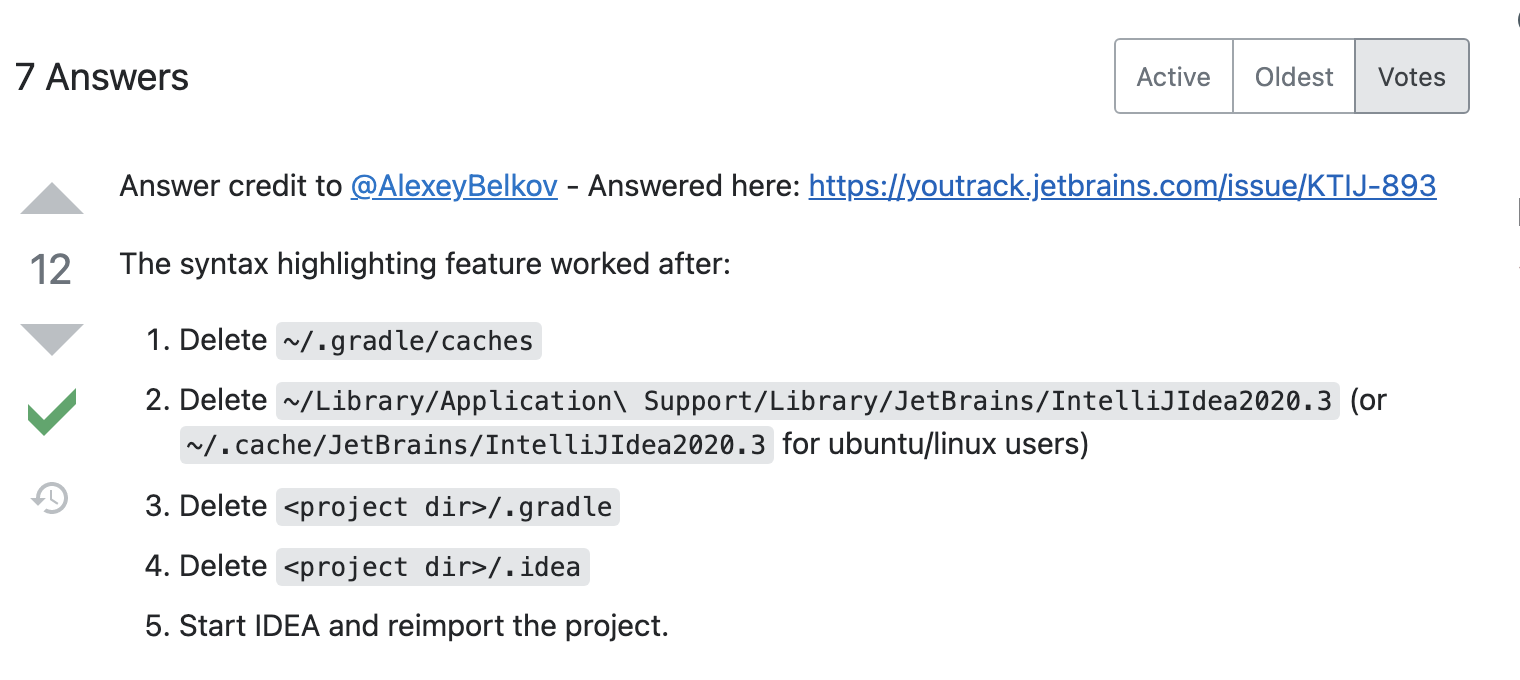 7 Answers
Active Oldest Votes
Answer credit to @AlexeyBelkov - Answered here: https://youtrack.jetbrains.com/issue/KTIJ-893
12
The syntax highlighting feature worked after:
1. Delete ~/.gradle/caches
2. Delete ~/Library/Application\ Support/Library/JetBrains/IntelliJIdea2020.3 (or
~/.cache/JetBrains/IntelliJIdea2020.3 for ubuntu/linux users)
3. Delete <project dir>/.gradle
4. Delete <project dir>/.idea
5. Start IDEA and reimport the project.